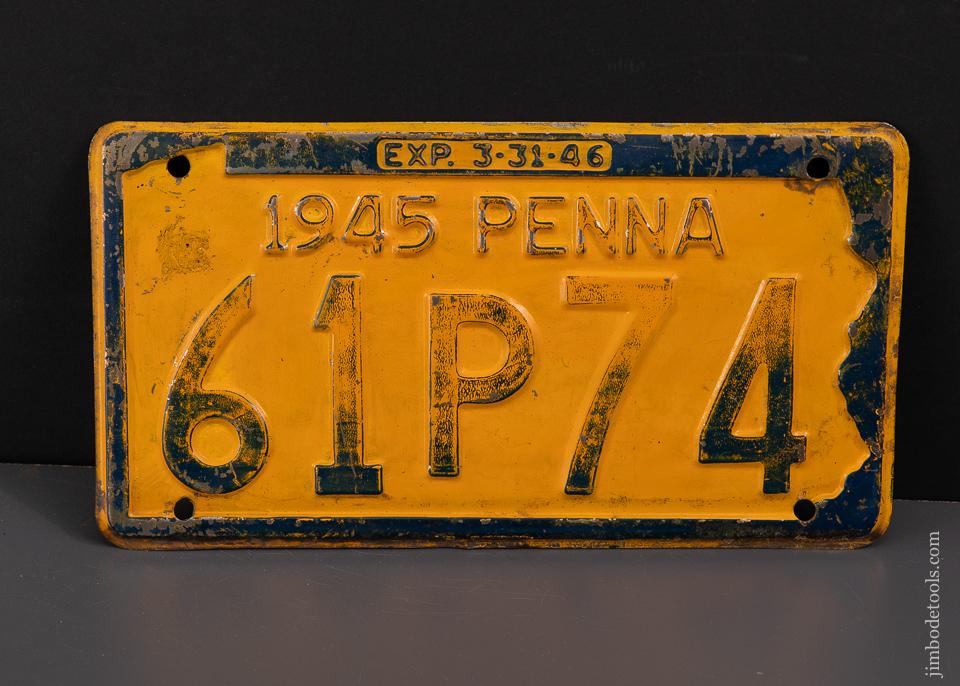 EXP. 3-31-46
1945 PENNA
61P74
jimbodetools.com